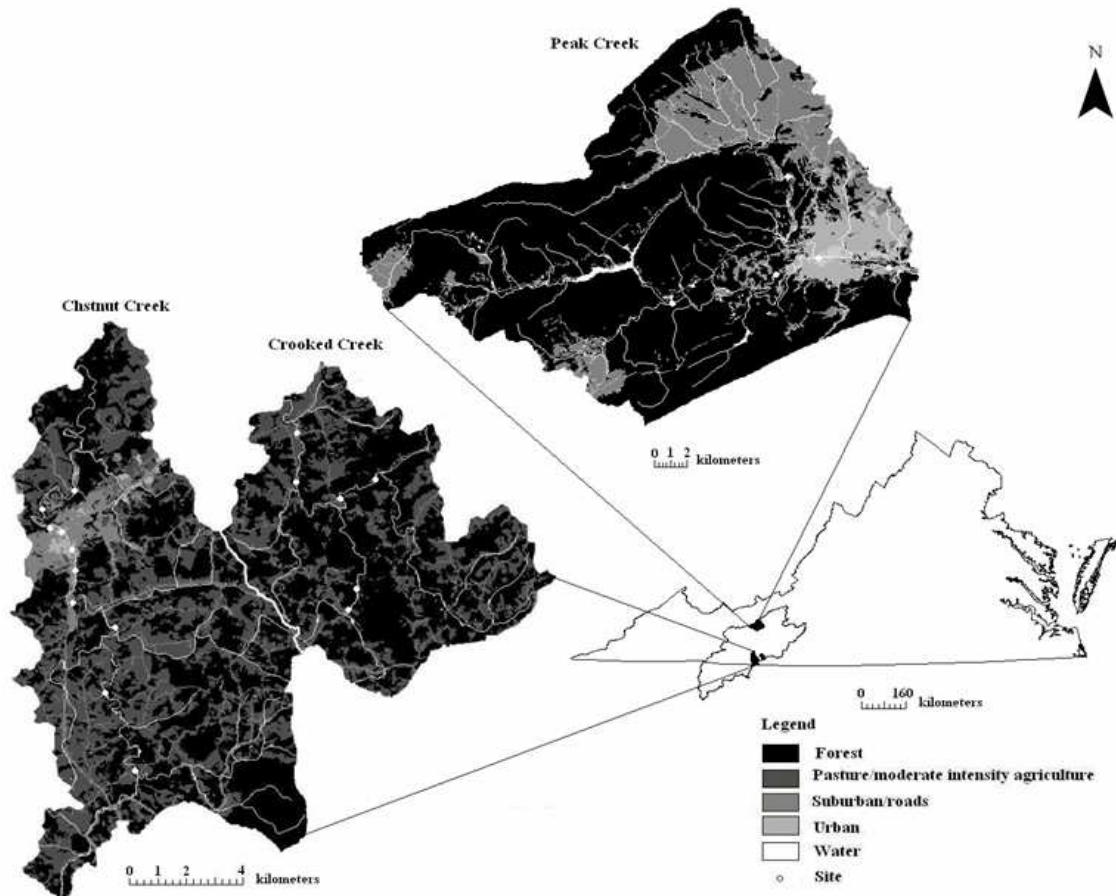 Peak Creek
N
Chstnut Creek
Crooked Creek
0 1 2
kilometers
0 160
kilometers
Legend
Forest
Pasture/moderate intensity agriculture
Suburban/roads
Urban
Water
Site
0 1 2 4
kilometers